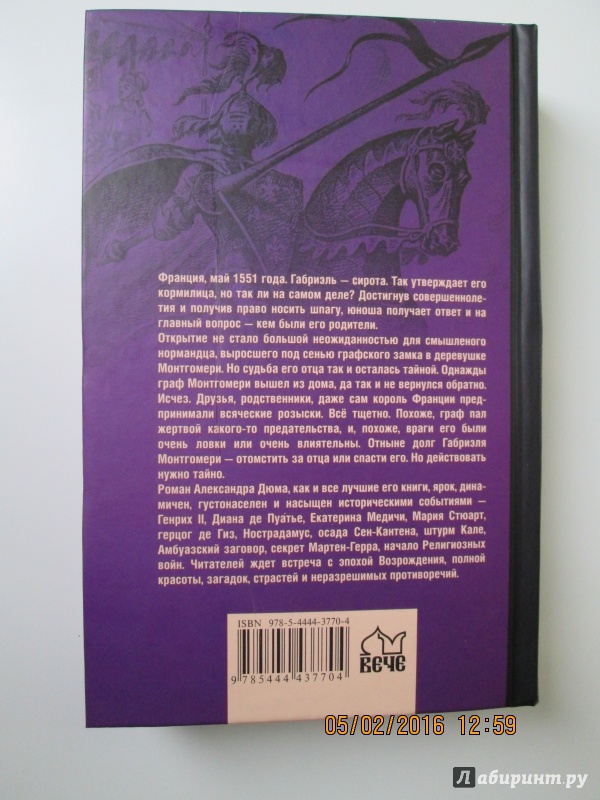 Франция, май 1551 года. Габриэль — сирота. Так утверждает его
кормилица, но так ли на самом деле? Достигнув совершенноле-
тия и получив право носить шпагу, юноша получает ответ и на
главный вопрос — кем были его родители.
Открытие не стало большой неожиданностью для смышленого
нормандца, выросшего под сенью графского замка в деревушке
Монтгомери. Но судьба его отца так и осталась тайной. Однажды
граф Монтгомери вышел из дома, да так и не вернулся обратно.
Исчез. Друзья, родственники, даже сам король Франции пред-
принимали всяческие розыски. Всё тщетно. Похоже, граф пал
жертвой какого-то предательства, и, похоже, враги его были
очень ловки или очень влиятельны. Отныне долг Габриэля
Монтгомери — отомстить за отца или спасти его. Но действовать
нужно тайно.
Роман Александра Дюма, как и все лучшие его книги, ярок, дина-
мичен, густонаселен и насыщен историческими событиями —
Генрих II, Диана де Пуатье, Екатерина Медичи, Мария Стюарт,
герцог де Гиз, Нострадамус, осада Сен-Кантена, штурм Кале,
Амбуазский заговор, секрет Мартен-Герра, начало Религиозных
войн. Читателей ждет встреча с эпохой Возрождения, полной
красоты, загадок, страстей и неразрешимых противоречий.
ISBN 978-5-4444-3770-4
9 785444 437704
ВЕЧЕ
05/02/2016 12:59
Лабиринт.ру